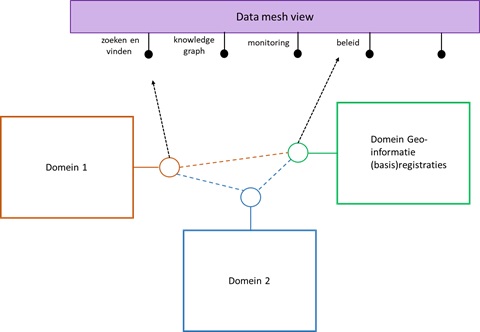 Data mesh view
zoeken en
vinden
knowledge
graph
monitoring
beleid
Domein 1
Domein Geo-
informatie
(basis)registraties
Domein 2